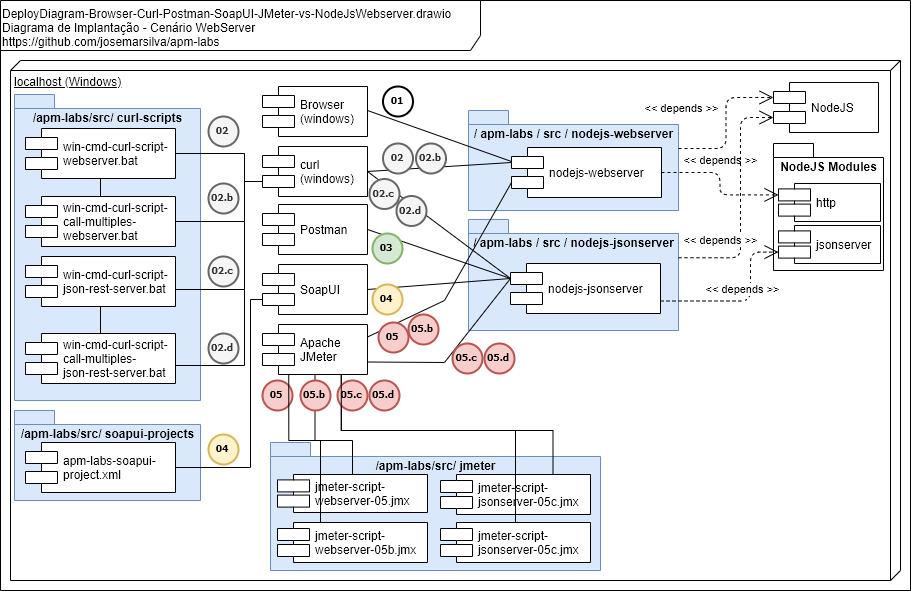 DeployDiagram-Browser-Curl-Postman-SoapUI-JMeter-vs-NodeJsWebserver.drawio
Diagrama de Implantação - Cenário WebServer
https://github.com/josemarsilva/apm-labs
localhost (Windows)
/apm-labs/src/ curl-scripts
win-cmd-curl-script-
webserver.bat
win-cmd-curl-script-
call-multiples-
webserver.bat
win-cmd-curl-script-
json-rest-server.bat
win-cmd-curl-script-
call-multiples-
json-rest-server.bat
02
02.b
02.c
02.d
/apm-labs/src/ soapui-projects
apm-labs-soapui-
project.xml
04
Browser
(windows)
curl
(windows)
Postman
SoapUI
Apache
JMeter
01
02
02.b
02.c
02.d
03
04
05
05.b
05.c
05.d
05
05.b
05.c
05.d
/ apm-labs / src / nodejs-webserver
nodejs-webserver
/apm-labs / src / nodejs-jsonserver
nodejs-jsonserver
<< depends >>
<< depends >>
<< depends >>
<< depends >>
NodeJS
NodeJS Modules
http
jsonserver
/apm-labs/src/ jmeter
jmeter-script-
webserver-05.jmx
jmeter-script-
jsonserver-05c.jmx
jmeter-script-
webserver-05b.jmx
jmeter-script-
jsonserver-05c.jmx